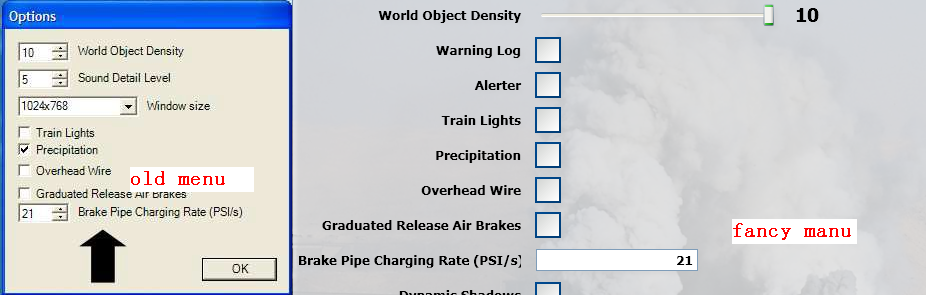 Options
10 World Object Density
5 Sound Detail Level
1024x768 Window size
Train Lights
Precipitation
Overhead Wire
old menu
Graduated Release Air Brakes
21 Brake Pipe Charging Rate (PSI/s)
OK
World Object Density 10
Warning Log
Alerter
Train Lights
Precipitation
Overhead Wire
Graduated Release Air Brakes
fancy manu
Brake Pipe Charging Rate (PSI/s) 21
Dynamic Shadows